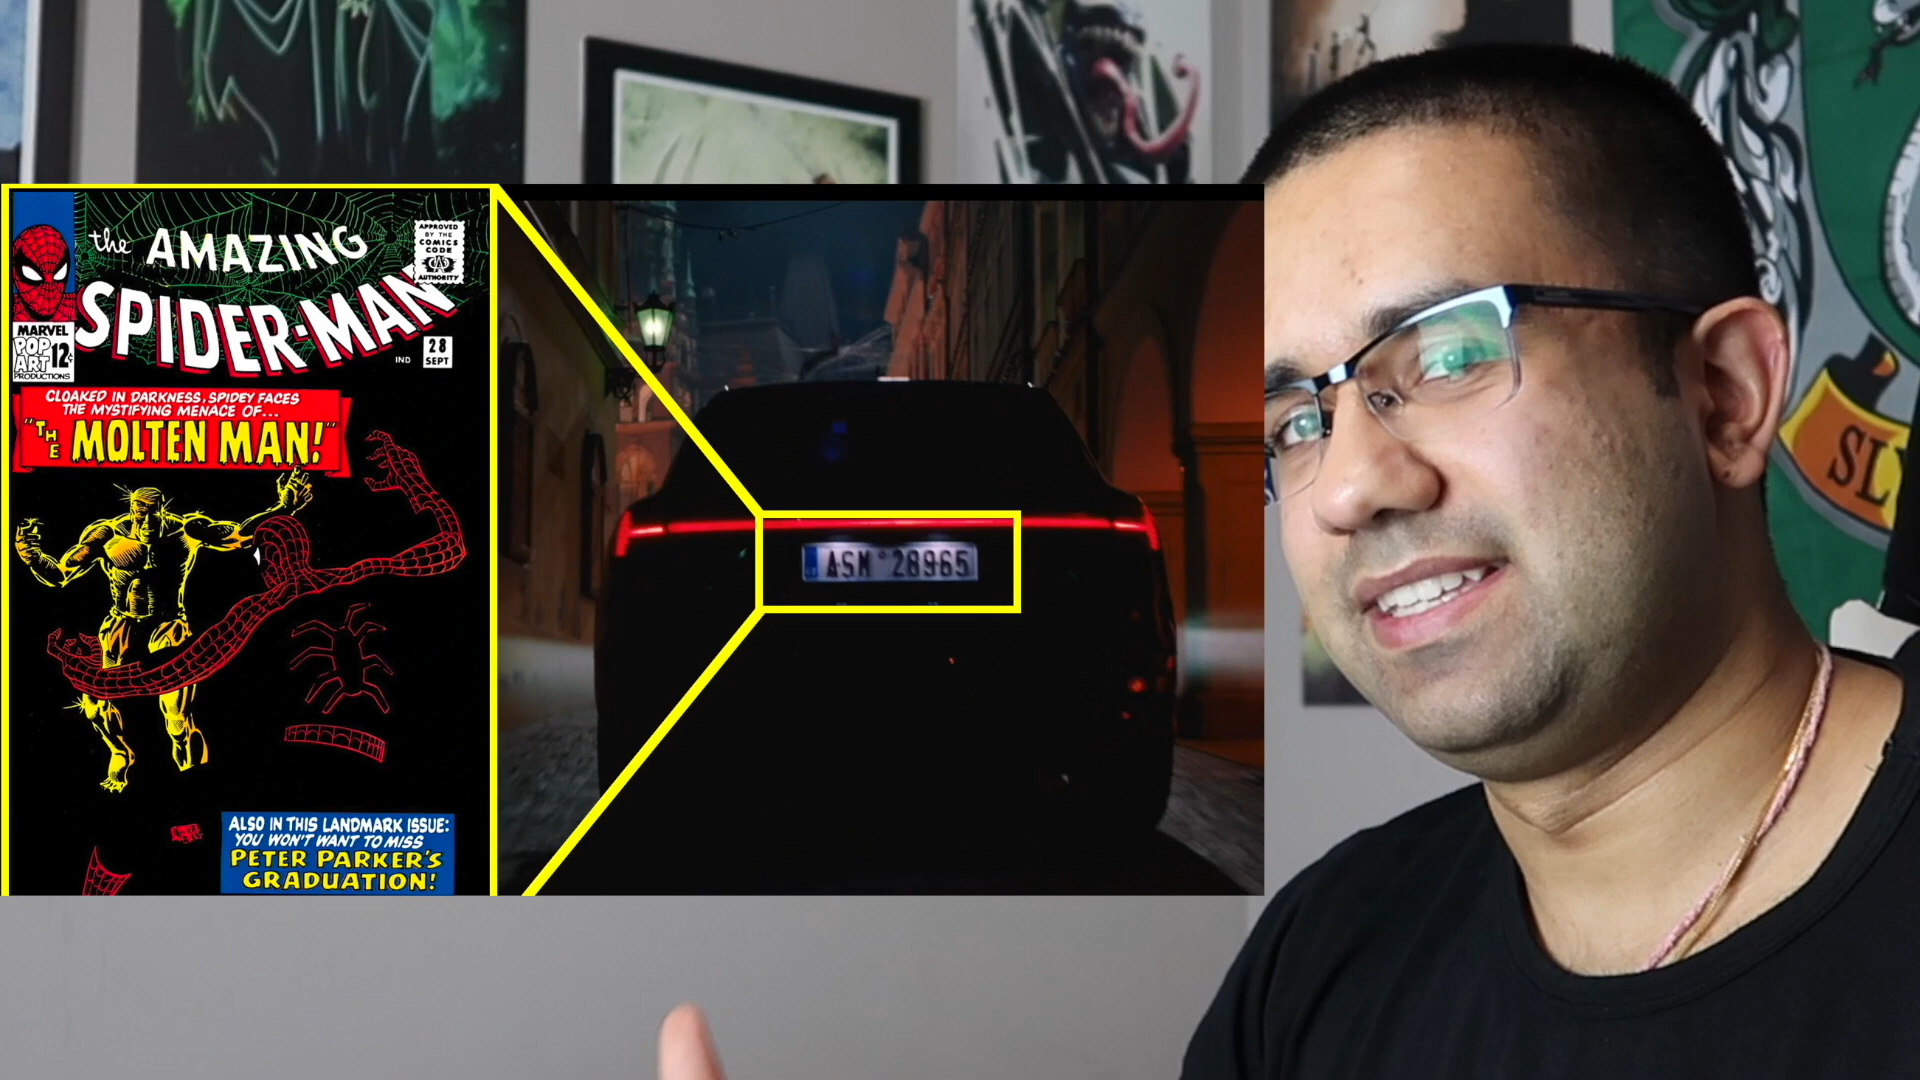 the AMAZING
SPIDER-MAN
APPROVED
BY THE
COMICS
CODE
AUTHORITY
MARVEL
POP
ART
PRODUCTIONS
12¢
IND
28
SEPT
CLOAKED IN DARKNESS, SPIDEY FACES
THE MYSTIFYING MENACE OF...
"THE MOLTEN MAN!"
ALSO IN THIS LANDMARK ISSUE:
YOU WON'T WANT TO MISS
PETER PARKER'S
GRADUATION!
ASM 28965